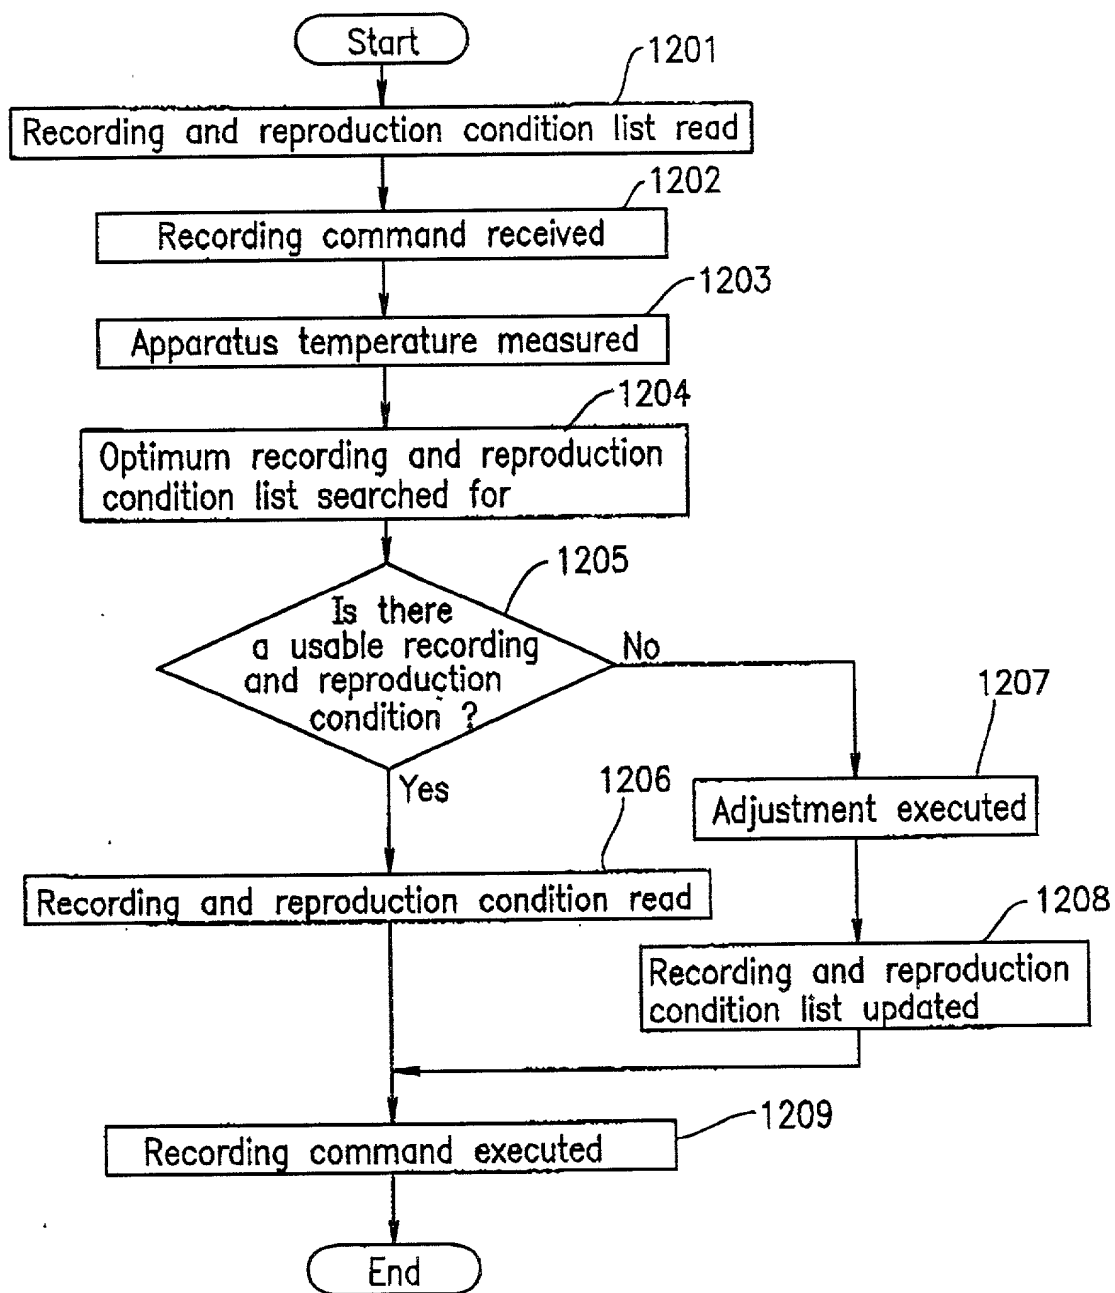 Start
1201
Recording and reproduction condition list read
1202
Recording command received
1203
Apparatus temperature measured
1204
Optimum recording and reproduction
condition list searched for
1205
Is there
a usable recording
and reproduction
condition ?
No
Yes
1206
Recording and reproduction condition read
1207
Adjustment executed
1208
Recording and reproduction
condition list updated
1209
Recording command executed
End